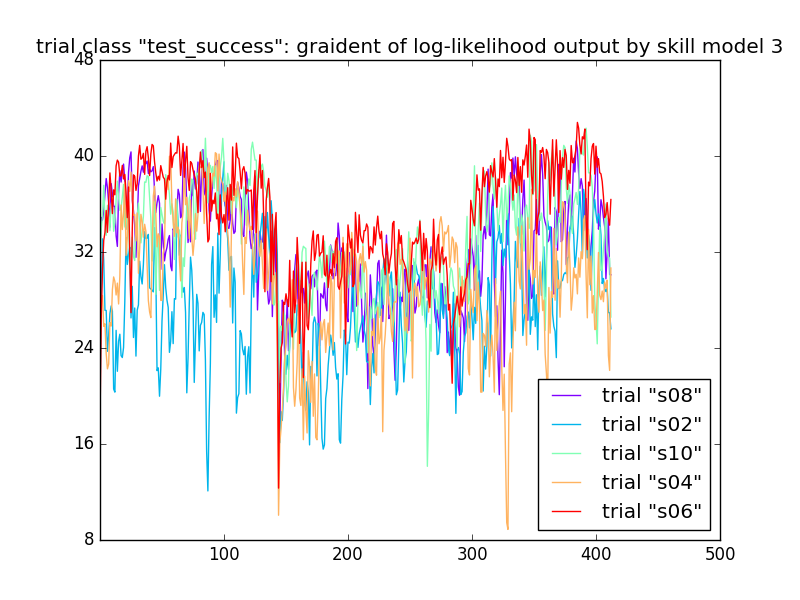 trial class "test_success": graident of log-likelihood output by skill model 3
48
40
32
24
16
8
100
200
300
400
500
trial "s08"
trial "s02"
trial "s10"
trial "s04"
trial "s06"